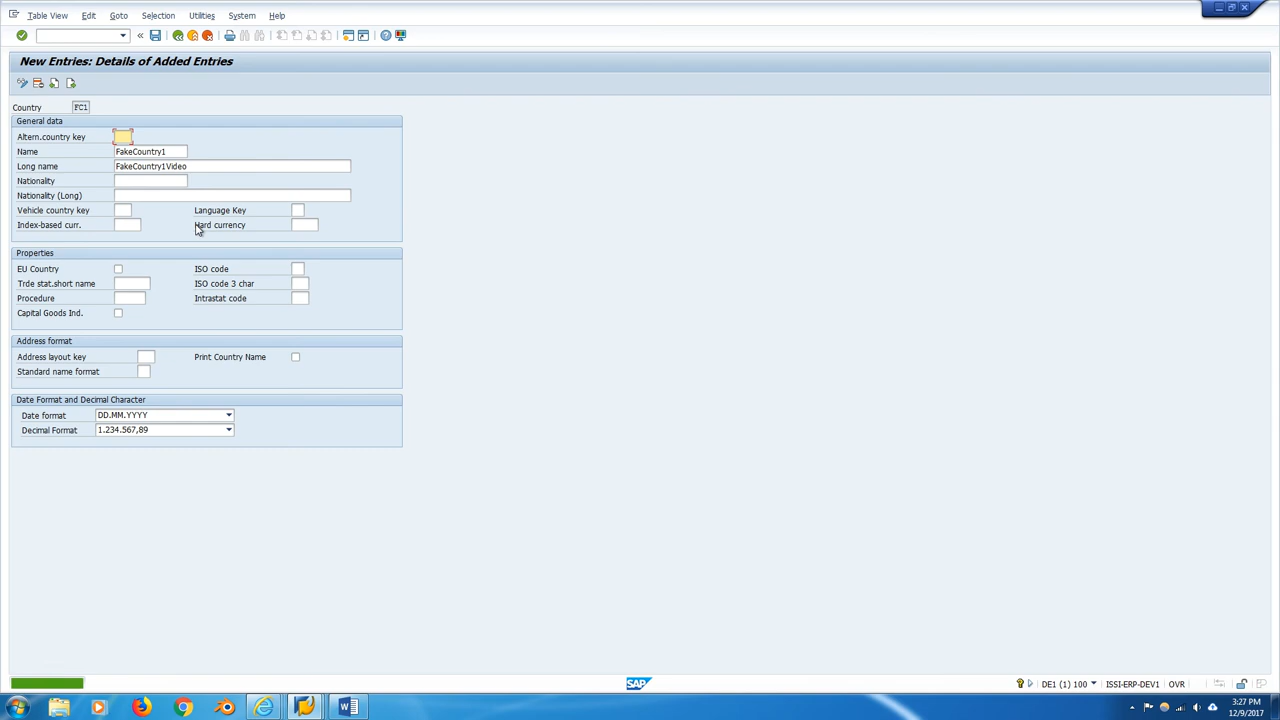 Table View Edit Goto Selection Utilities System Help
New Entries: Details of Added Entries
Country FC1
General data
Altern.country key
Name FakeCountry1
Long name FakeCountry1Video
Nationality
Nationality (Long)
Vehicle country key Language Key
Index-based curr. Hard currency
Properties
EU Country ISO code
Trde stat.short name ISO code 3 char
Procedure Intrastat code
Capital Goods Ind.
Address format
Address layout key Print Country Name
Standard name format
Date Format and Decimal Character
Date format DD.MM.YYYY
Decimal Format 1.234.567,89
SAP DE1 (1) 100 ISSI-ERP-DEV1 OVR
3:27 PM
12/9/2017